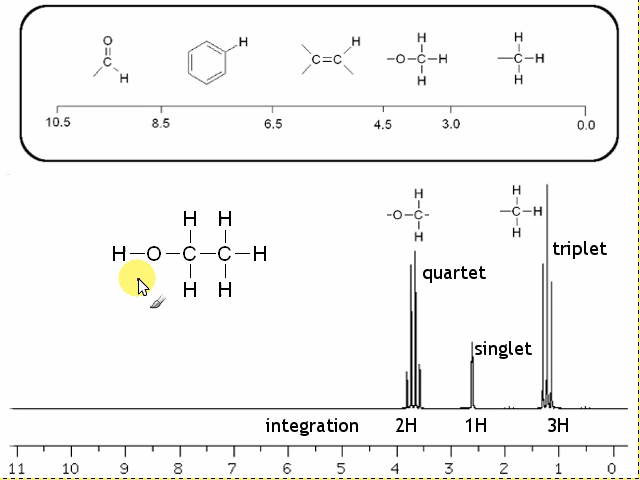 O
C
H
H
C=C
H
H
-O-C-H
H
H
-C-H
H
10.5 8.5 6.5 4.5 3.0 0.0
H
-O-C-
H
H
-C-H
H
H H
H-O-C-C-H
H H
triplet
quartet
singlet
integration 2H 1H 3H
11 10 9 8 7 6 5 4 3 2 1 0